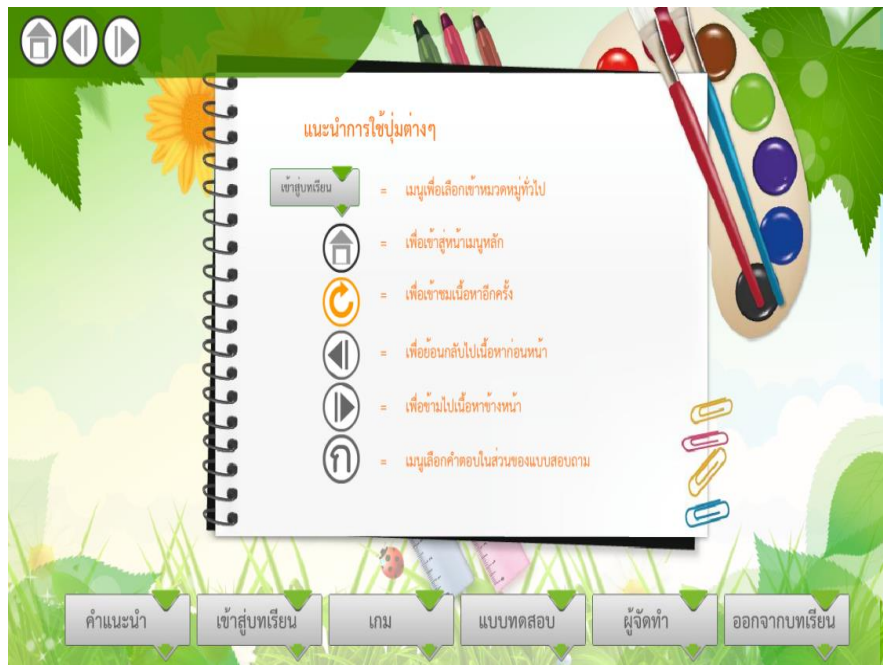 แนะนำการใช้ปุ่มต่างๆ
เข้าสู่บทเรียน = เมนูเพื่อเลือกเข้าหมวดหมู่ทั่วไป
= เพื่อเข้าสู่หน้าเมนูหลัก
= เพื่อเข้าชมเนื้อหาอีกครั้ง
= เพื่อย้อนกลับไปเนื้อหาก่อนหน้า
= เพื่อข้ามไปเนื้อหาข้างหน้า
ก = เมนูเลือกคำตอบในส่วนของแบบสอบถาม
คำแนะนำ เข้าสู่บทเรียน เกม แบบทดสอบ ผู้จัดทำ ออกจากบทเรียน